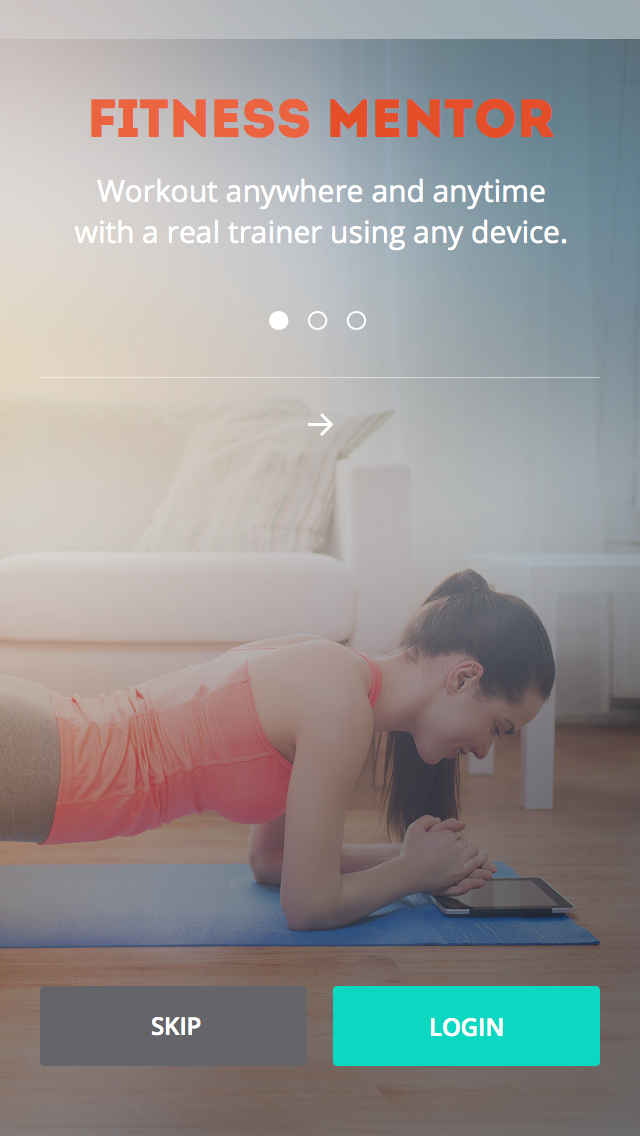 FITNESS MENTOR
Workout anywhere and anytime
with a real trainer using any device.
SKIP
LOGIN